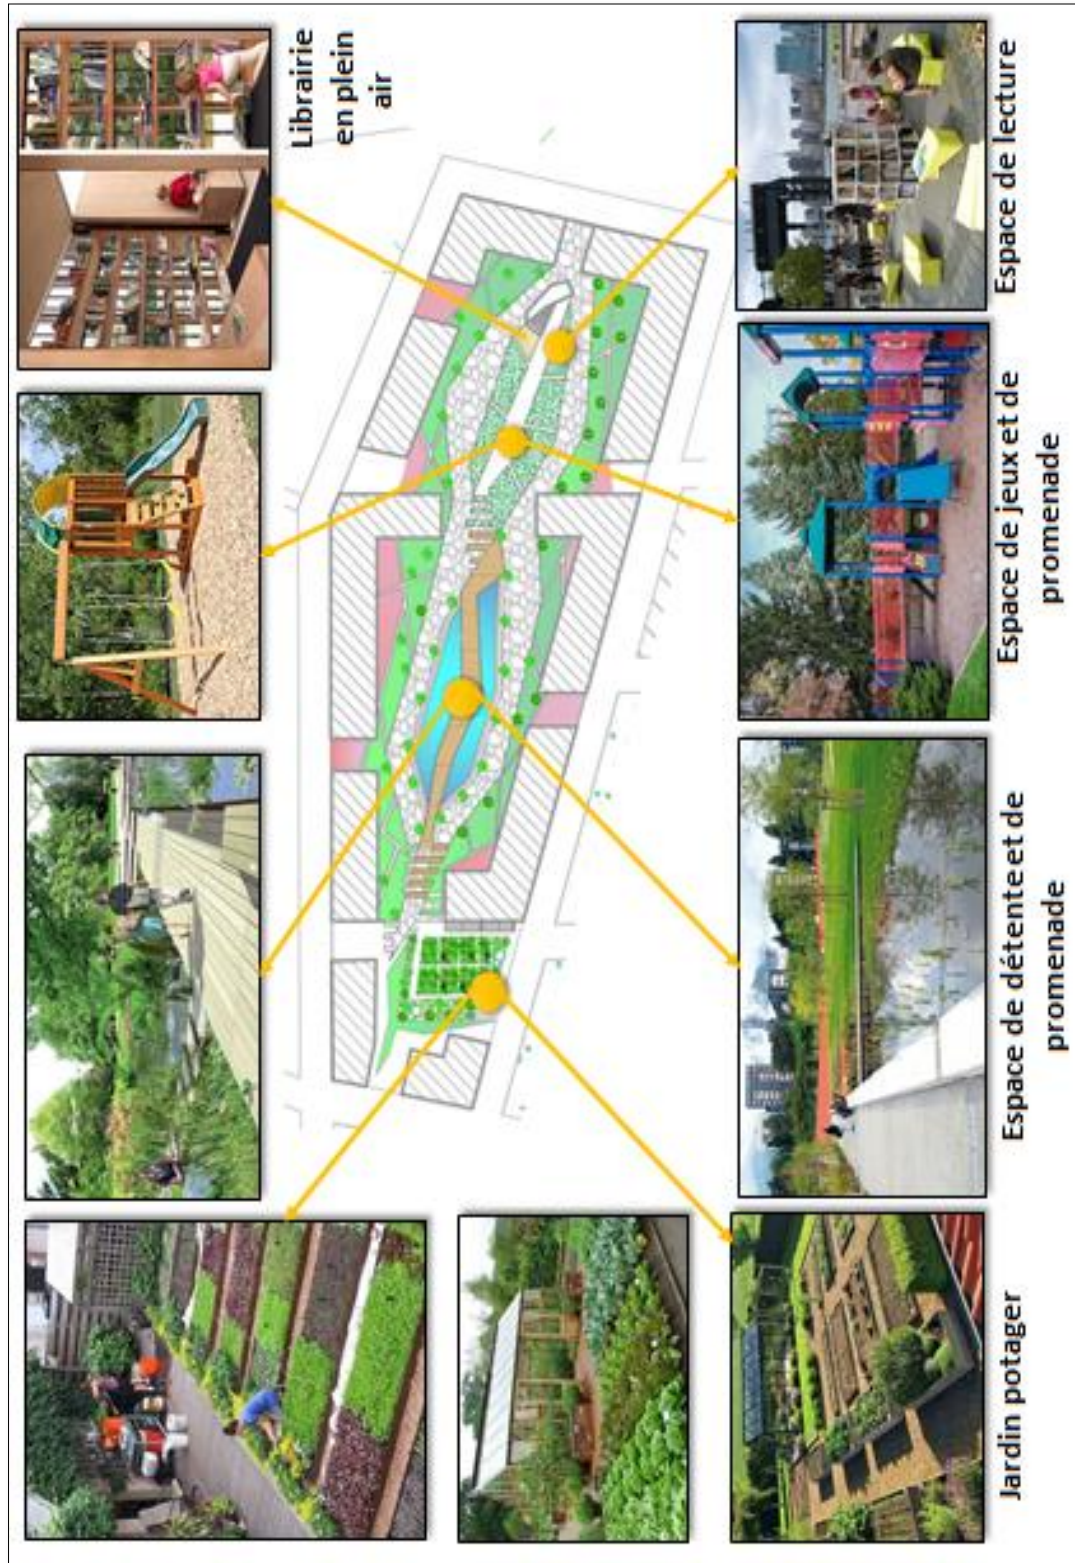 Librairie
en plein
air
Jardin potager
Espace de détente et de
promenade
Espace de jeux et de
promenade
Espace de lecture